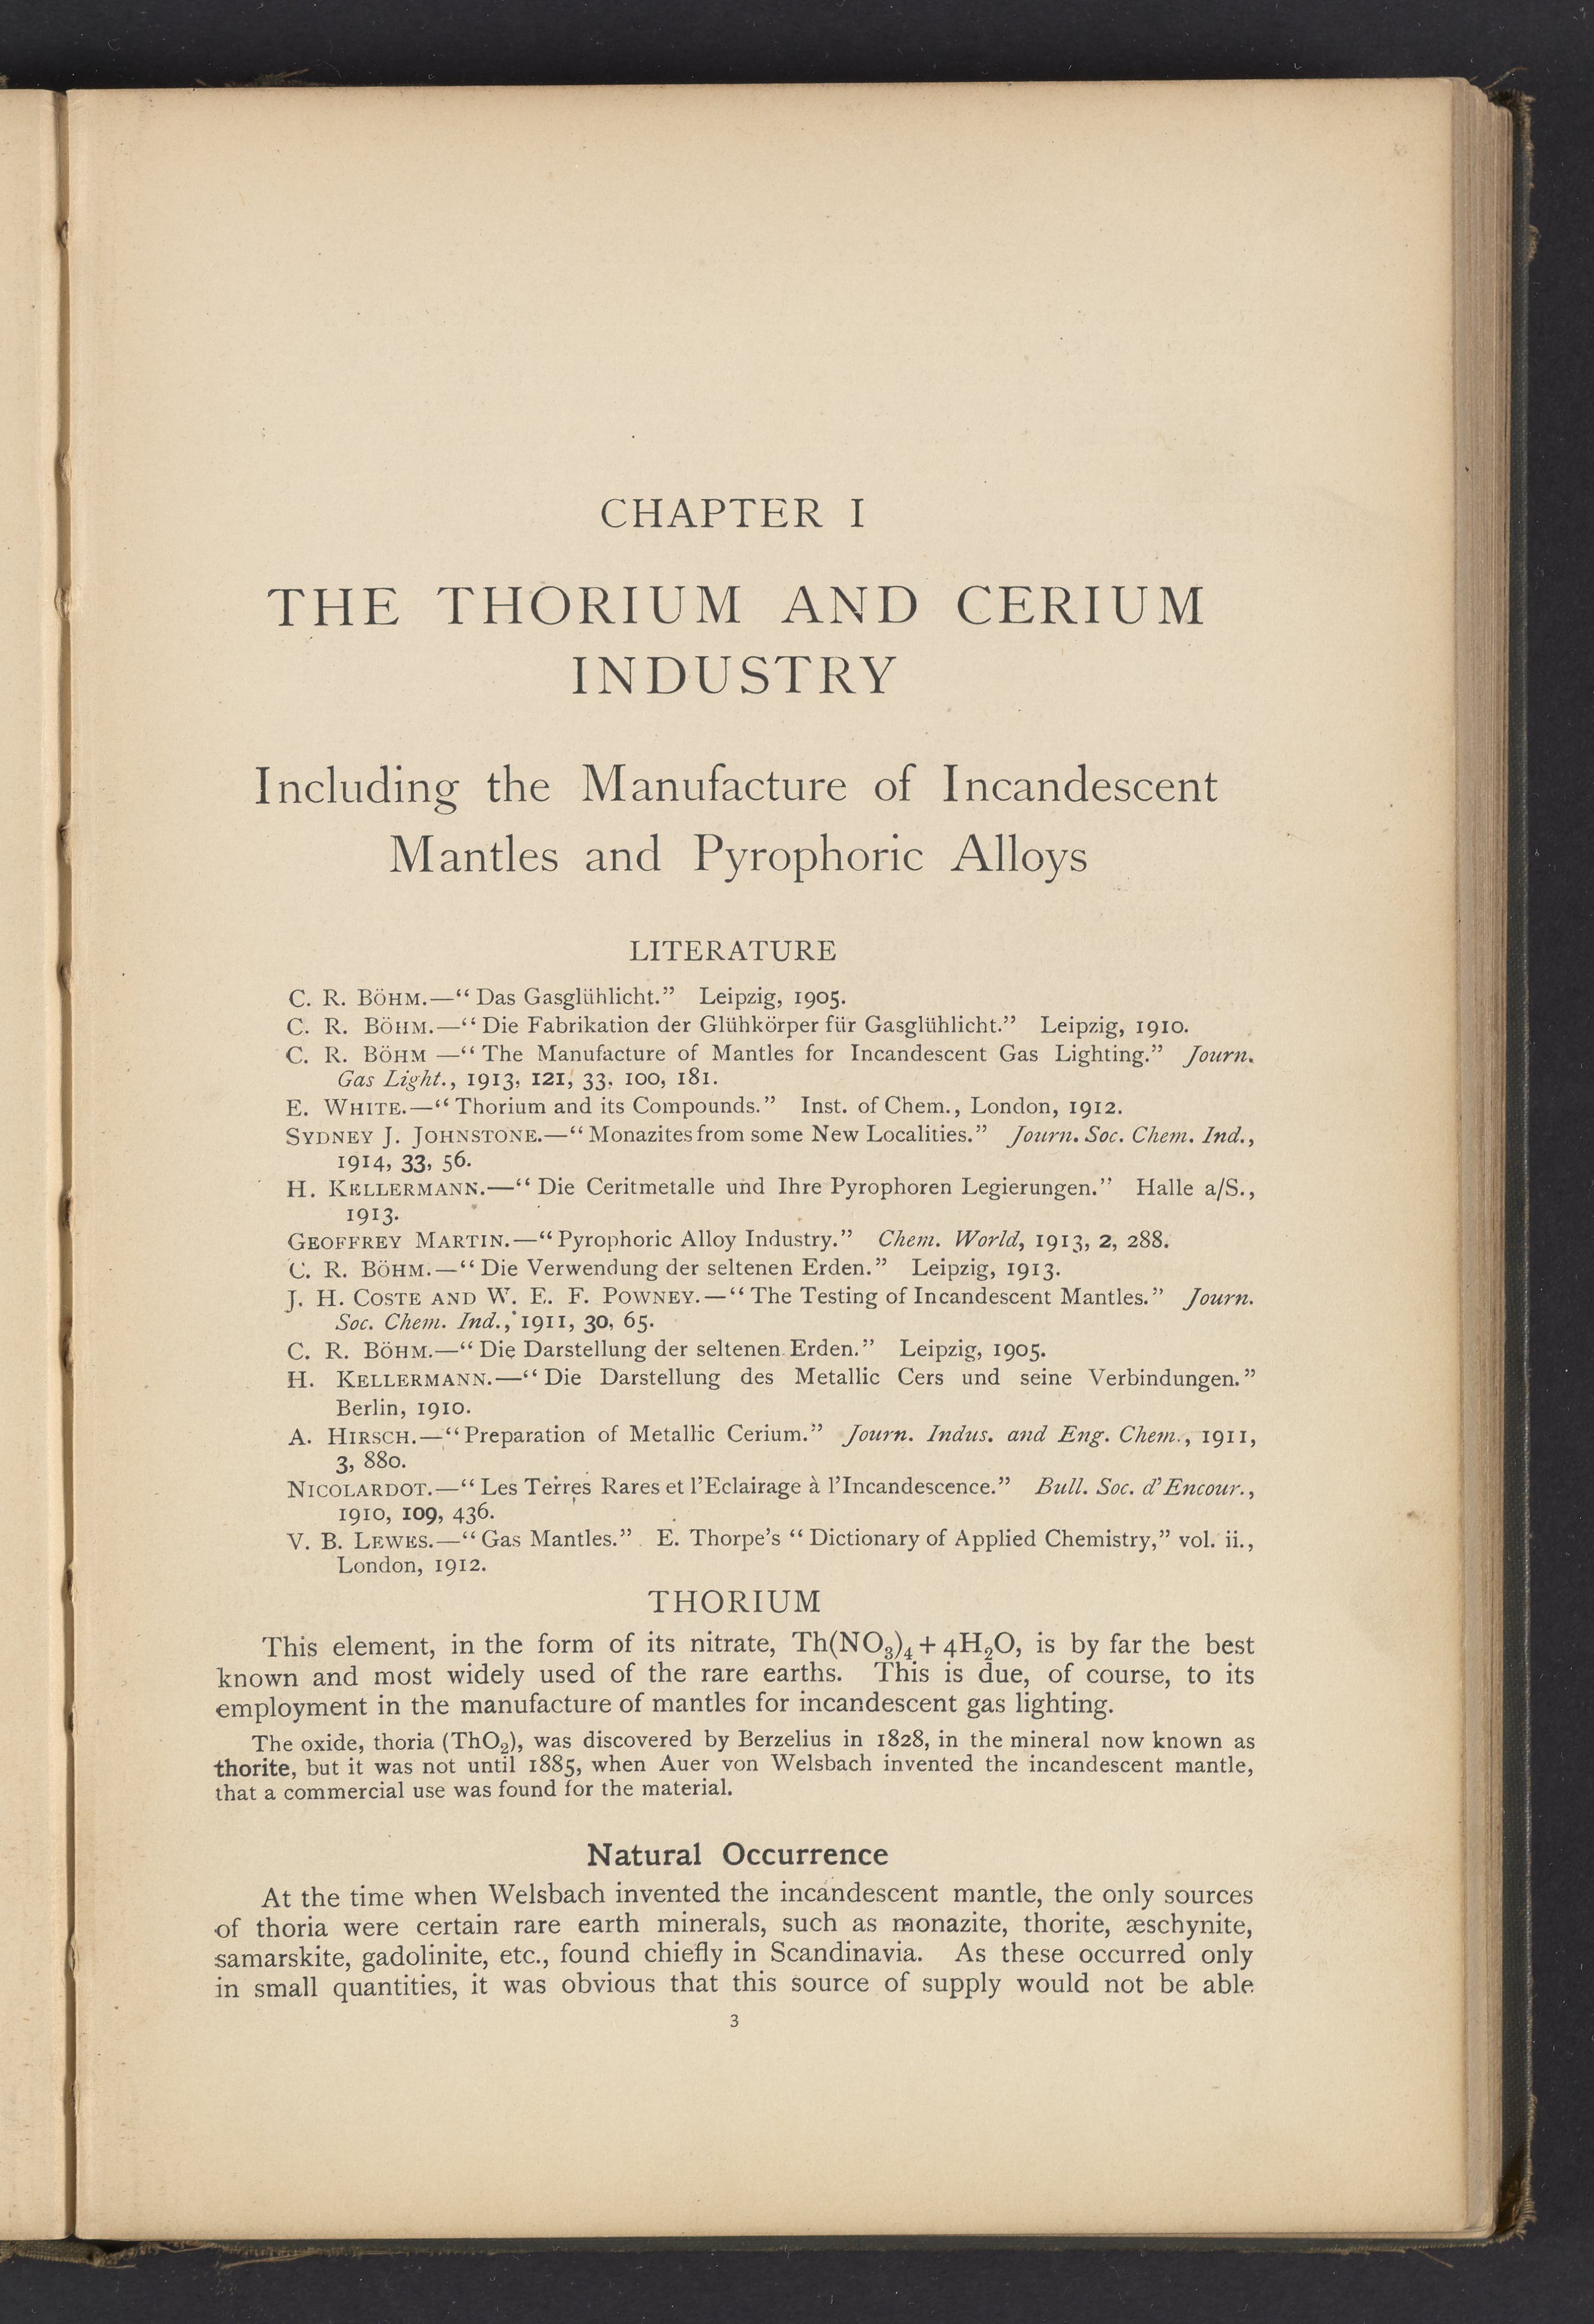 CHAPTER I
THE THORIUM AND CERIUM
INDUSTRY
Including the Manufacture of Incandescent
Mantles and Pyrophoric Alloys
LITERATURE
C. R. BÖHM.—“Das Gasglühlicht.” Leipzig, 1905.
C. R. BÖHM.—“Die Fabrikation der Glühkörper für Gasglühlicht.” Leipzig, 1910.
C. R. BÖHM —“The Manufacture of Mantles for Incandescent Gas Lighting.” Journ.
Gas Light., 1913, 121, 33, 100, 181.
E. WHITE.—“Thorium and its Compounds.” Inst. of Chem., London, 1912.
SYDNEY J. JOHNSTONE.—“Monazites from some New Localities.” Journ. Soc. Chem. Ind.,
1914, 33, 56.
H. KELLERMANN.—“Die Ceritmetalle und Ihre Pyrophoren Legierungen.” Halle a/S.,
1913.
GEOFFREY MARTIN.—“Pyrophoric Alloy Industry.” Chem. World, 1913, 2, 288.
C. R. BÖHM.—“Die Verwendung der seltenen Erden.” Leipzig, 1913.
J. H. COSTE AND W. E. F. POWNEY.—“The Testing of Incandescent Mantles.” Journ.
Soc. Chem. Ind., 1911, 30, 65.
C. R. BÖHM.—“Die Darstellung der seltenen Erden.” Leipzig, 1905.
H. KELLERMANN.—“Die Darstellung des Metallic Cers und seine Verbindungen.”
Berlin, 1910.
A. HIRSCH.—“Preparation of Metallic Cerium.” Journ. Indus. and Eng. Chem., 1911,
3, 880.
NICOLARDOT.—“Les Terres Rares et l’Eclairage à l’Incandescence.” Bull. Soc. d’Encour.,
1910, 109, 436.
V. B. LEWES.—“Gas Mantles.” E. Thorpe’s “Dictionary of Applied Chemistry,” vol. ii.,
London, 1912.
THORIUM
This element, in the form of its nitrate, Th(NO₃)₄+4H₂O, is by far the best
known and most widely used of the rare earths. This is due, of course, to its
employment in the manufacture of mantles for incandescent gas lighting.
The oxide, thoria (ThO₂), was discovered by Berzelius in 1828, in the mineral now known as
thorite, but it was not until 1885, when Auer von Welsbach invented the incandescent mantle,
that a commercial use was found for the material.
Natural Occurrence
At the time when Welsbach invented the incandescent mantle, the only sources
of thoria were certain rare earth minerals, such as monazite, thorite, æschynite,
samarskite, gadolinite, etc., found chiefly in Scandinavia. As these occurred only
in small quantities, it was obvious that this source of supply would not be able
3